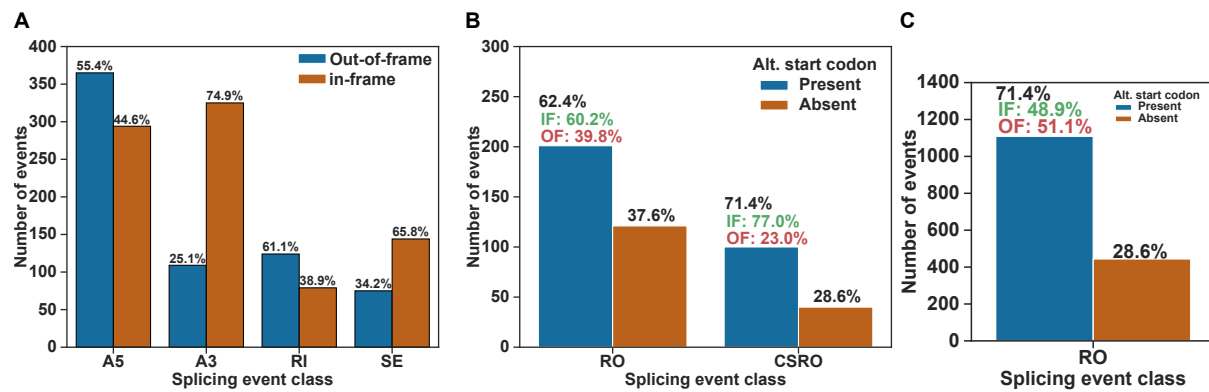 A
Number of events
400
350
300
250
200
150
100
50
0
55.4%
44.6%
25.1%
74.9%
61.1%
38.9%
34.2%
65.8%
Out-of-frame
in-frame
A5
A3
RI
SE
Splicing event class
B
Number of events
300
250
200
150
100
50
0
Alt. start codon
Present
Absent
62.4%
IF: 60.2%
OF: 39.8%
37.6%
71.4%
IF: 77.0%
OF: 23.0%
28.6%
RO
CSRO
Splicing event class
C
Number of events
1400
1200
1000
800
600
400
200
0
71.4%
IF: 48.9%
OF: 51.1%
Alt. start codon
Present
Absent
28.6%
RO
Splicing event class